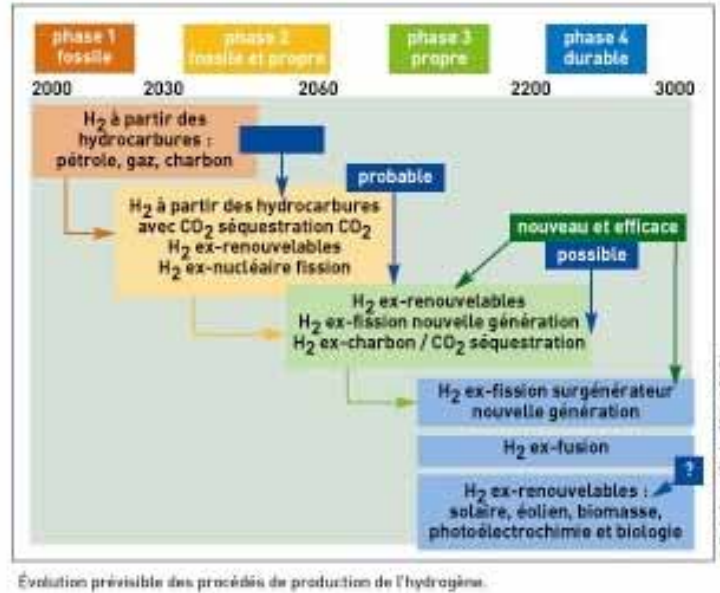 phase 1
fossile
phase 2
fossile et propre
phase 3
propre
phase 4
durable
2000
2030
2060
2200
3000
H2 à partir des
hydrocarbures :
pétrole, gaz, charbon
probable
H2 à partir des hydrocarbures
avec CO2 séquestration CO2
H2 ex-renouvelables
H2 ex-nucléaire fission
nouveau et efficace
possible
H2 ex-renouvelables
H2 ex-fission nouvelle génération
H2 ex-charbon / CO2 séquestration
H2 ex-fission surgénérateur
nouvelle génération
H2 ex-fusion
?
H2 ex-renouvelables :
solaire, éolien, biomasse,
photoélectrochimie et biologie
Évolution prévisible des procédés de production de l'hydrogène.